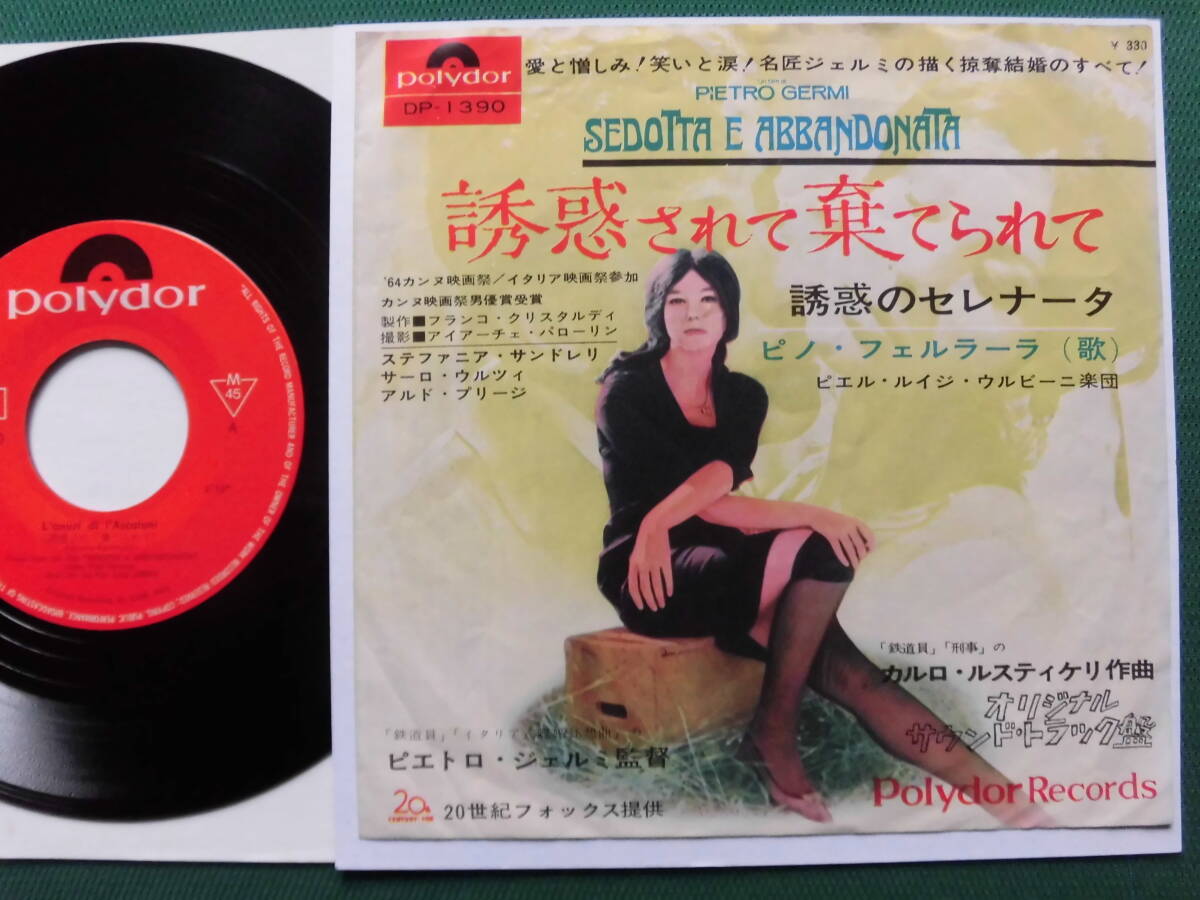 polydor
DP-1390
¥ 330
愛と憎しみ！笑いと涙！名匠ジェルミの描く掠奪結婚のすべて！
PIETRO GERMI
SEDOTTA E ABBANDONATA
誘惑されて棄てられて
'64カンヌ映画祭／イタリア映画祭参加
カンヌ映画祭男優賞受賞
製作■フランコ・クリスタルディ
撮影■アイアーチェ・パローリン
ステファニア・サンドレリ
サーロ・ウルツィ
アルド・プリージ
誘惑のセレナータ
ピノ・フェルラーラ（歌）
ピエル・ルイジ・ウルビーニ楽団
「鉄道員」「刑事」の
カルロ・ルスティケリ作曲
オリジナル
サウンド・トラック盤
Polydor Records
ピエトロ・ジェルミ監督
20th
CENTURY-FOX
20世紀フォックス提供
polydor
M
45
A